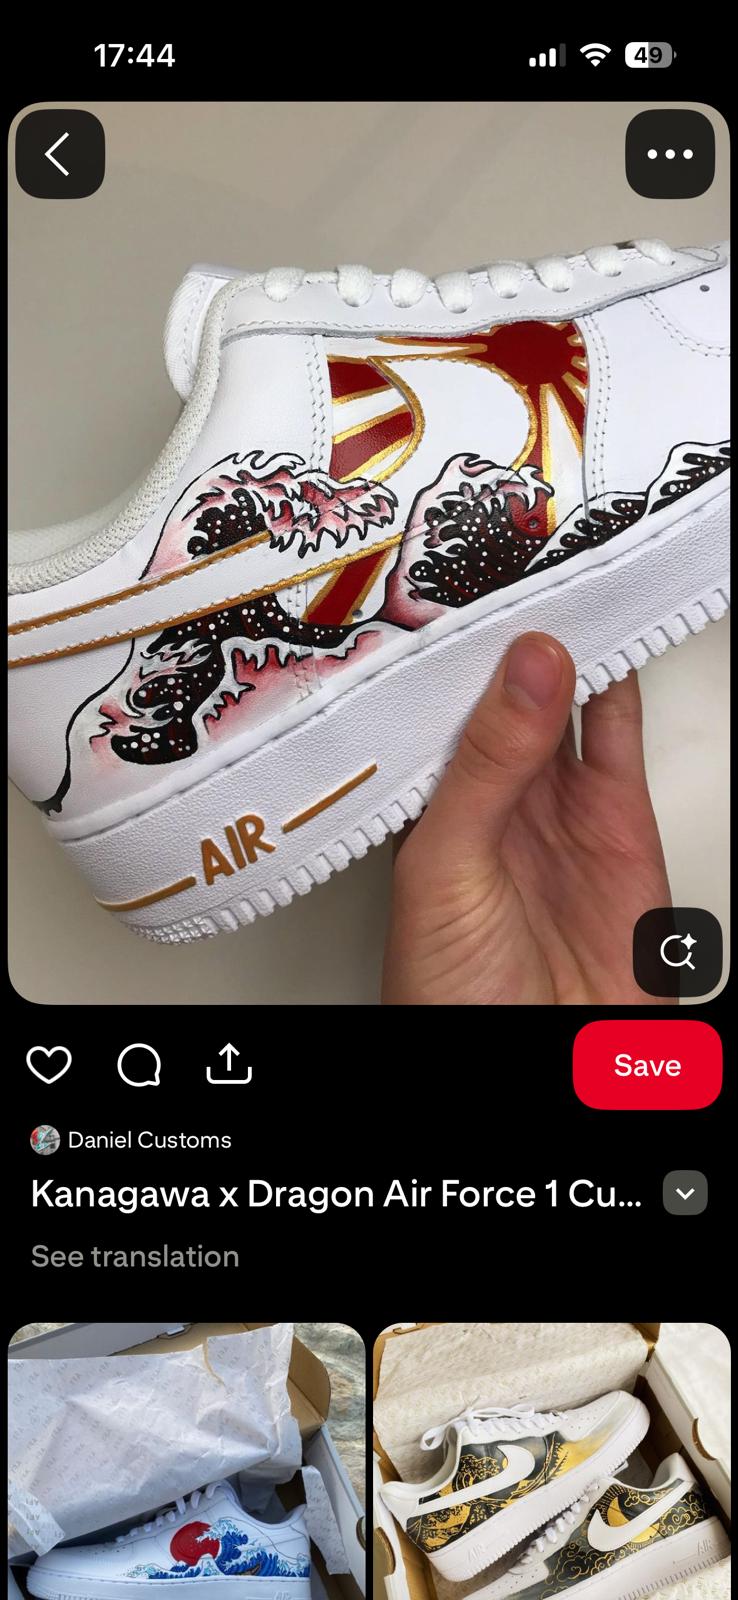 17:44
49
AIR
Save
Daniel Customs
Kanagawa x Dragon Air Force 1 Cu...
See translation